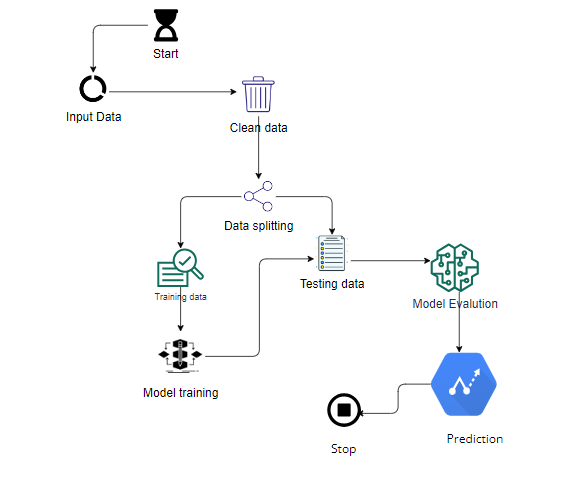 Start
Input Data
Clean data
Data splitting
Training data
Testing data
Model Evalution
Model training
Prediction
Stop